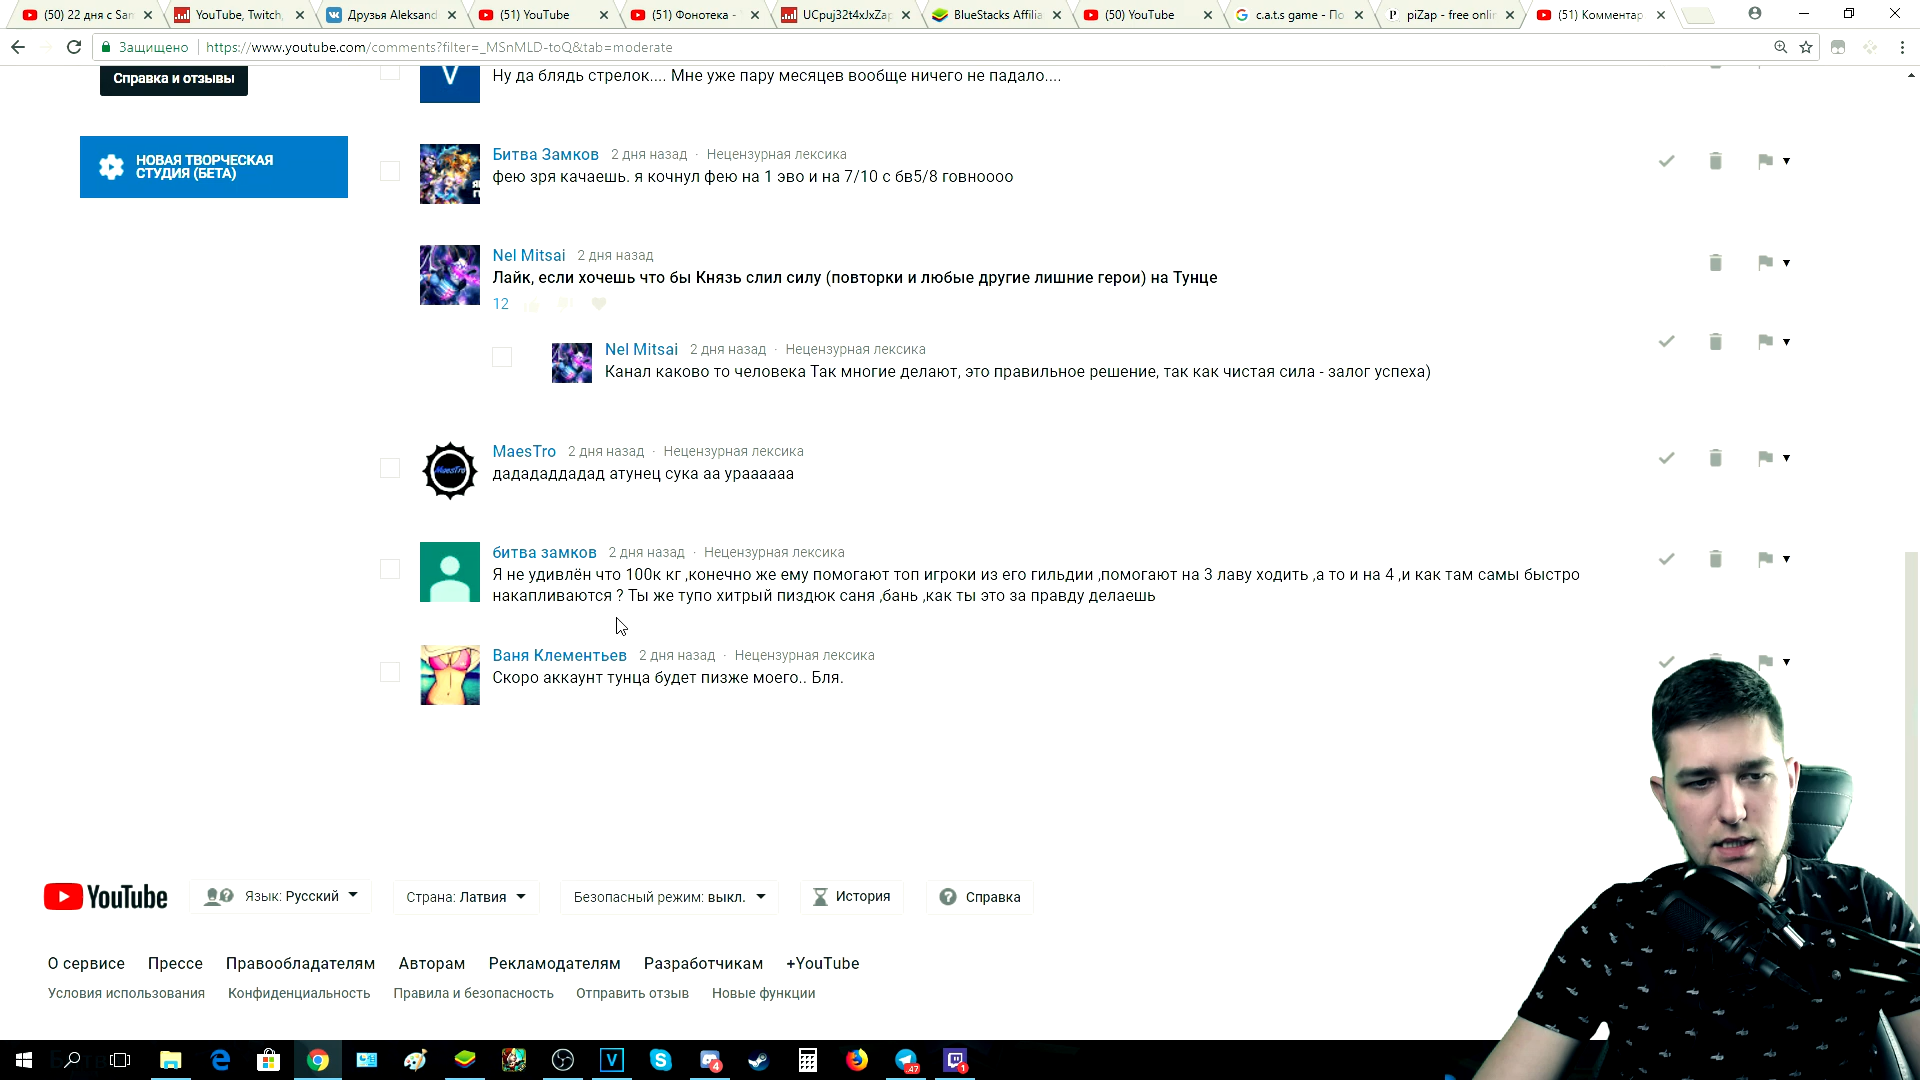 (50) 22 дня с San
YouTube, Twitch,
Друзья Aleksand
(51) YouTube
(51) Фонотека -
UCpuj32t4xJxZap
BlueStacks Affilia
(50) YouTube
c.a.t.s game - По
piZap - free onlin
(51) Комментар
Защищено
https://www.youtube.com/comments?filter=_MSnMLD-toQ&tab=moderate
Справка и отзывы
Ну да блядь стрелок.... Мне уже пару месяцев вообще ничего не падало....
НОВАЯ ТВОРЧЕСКАЯ
СТУДИЯ (БЕТА)
Битва Замков 2 дня назад · Нецензурная лексика
фею зря качаешь. я кочнул фею на 1 эво и на 7/10 с бв5/8 говноооо
Nel Mitsai 2 дня назад
Лайк, если хочешь что бы Князь слил силу (повторки и любые другие лишние герои) на Тунце
12
Nel Mitsai 2 дня назад · Нецензурная лексика
Канал каково то человека Так многие делают, это правильное решение, так как чистая сила - залог успеха)
MaesTro 2 дня назад · Нецензурная лексика
MaesTro
дадададдадад атунец сука аа ураааааа
битва замков 2 дня назад · Нецензурная лексика
Я не удивлён что 100к кг ,конечно же ему помогают топ игроки из его гильдии ,помогают на 3 лаву ходить ,а то и на 4 ,и как там самы быстро
накапливаются ? Ты же тупо хитрый пиздюк саня ,бань ,как ты это за правду делаешь
Ваня Клементьев 2 дня назад · Нецензурная лексика
Скоро аккаунт тунца будет пизже моего.. Бля.
YouTube
Язык: Русский
Страна: Латвия
Безопасный режим: выкл.
История
Справка
О сервисе Прессе Правообладателям Авторам Рекламодателям Разработчикам +YouTube
Условия использования Конфиденциальность Правила и безопасность Отправить отзыв Новые функции